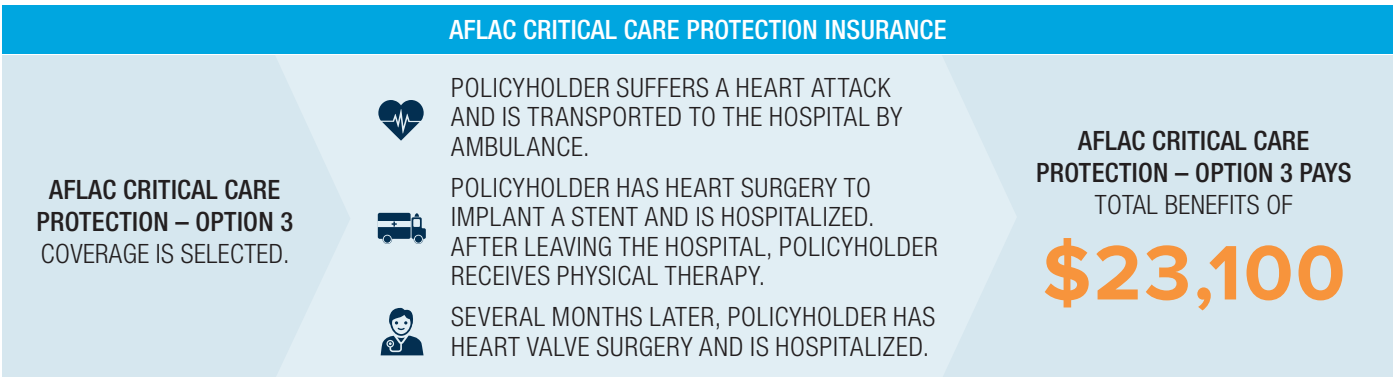 AFLAC CRITICAL CARE PROTECTION INSURANCE
AFLAC CRITICAL CARE
PROTECTION – OPTION 3
COVERAGE IS SELECTED.
POLICYHOLDER SUFFERS A HEART ATTACK
AND IS TRANSPORTED TO THE HOSPITAL BY
AMBULANCE.
POLICYHOLDER HAS HEART SURGERY TO
IMPLANT A STENT AND IS HOSPITALIZED.
AFTER LEAVING THE HOSPITAL, POLICYHOLDER
RECEIVES PHYSICAL THERAPY.
SEVERAL MONTHS LATER, POLICYHOLDER HAS
HEART VALVE SURGERY AND IS HOSPITALIZED.
AFLAC CRITICAL CARE
PROTECTION – OPTION 3 PAYS
TOTAL BENEFITS OF
$23,100